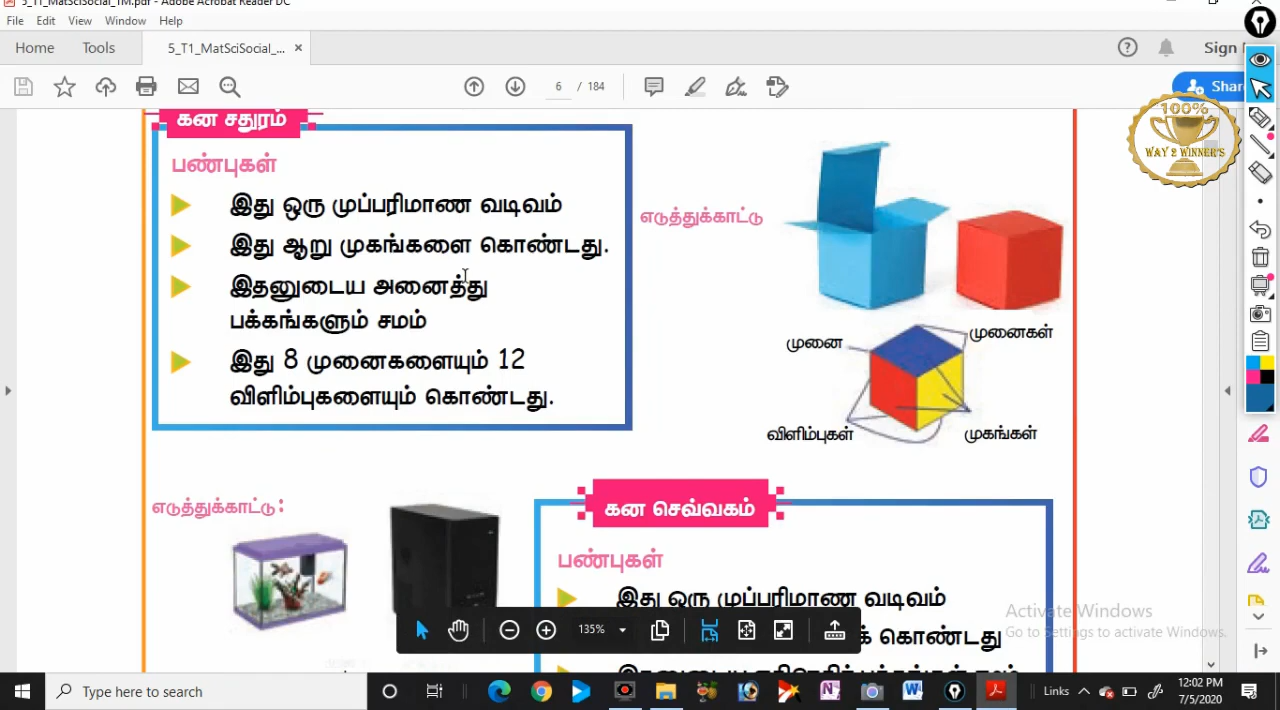 5_T1_MatSciSocial_TM.pdf - Adobe Acrobat Reader DC
File Edit View Window Help
Home Tools 5_T1_MatSciSocial_... × Sign
6 / 184
Shar
100%
WAY 2 WINNER'S
கன சதுரம்
பண்புகள்
இது ஒரு முப்பரிமாண வடிவம்
இது ஆறு முகங்களை கொண்டது.
இதனுடைய அனைத்து
பக்கங்களும் சமம்
இது 8 முனைகளையும் 12
விளிம்புகளையும் கொண்டது.
எடுத்துக்காட்டு
முனை
முனைகள்
விளிம்புகள்
முகங்கள்
எடுத்துக்காட்டு:
கன செவ்வகம்
பண்புகள்
இது ஒரு முப்பரிமாண வடிவம்
கொண்டது
135%
Activate Windows
Go to Settings to activate Windows.
Type here to search
Links
12:02 PM
7/5/2020